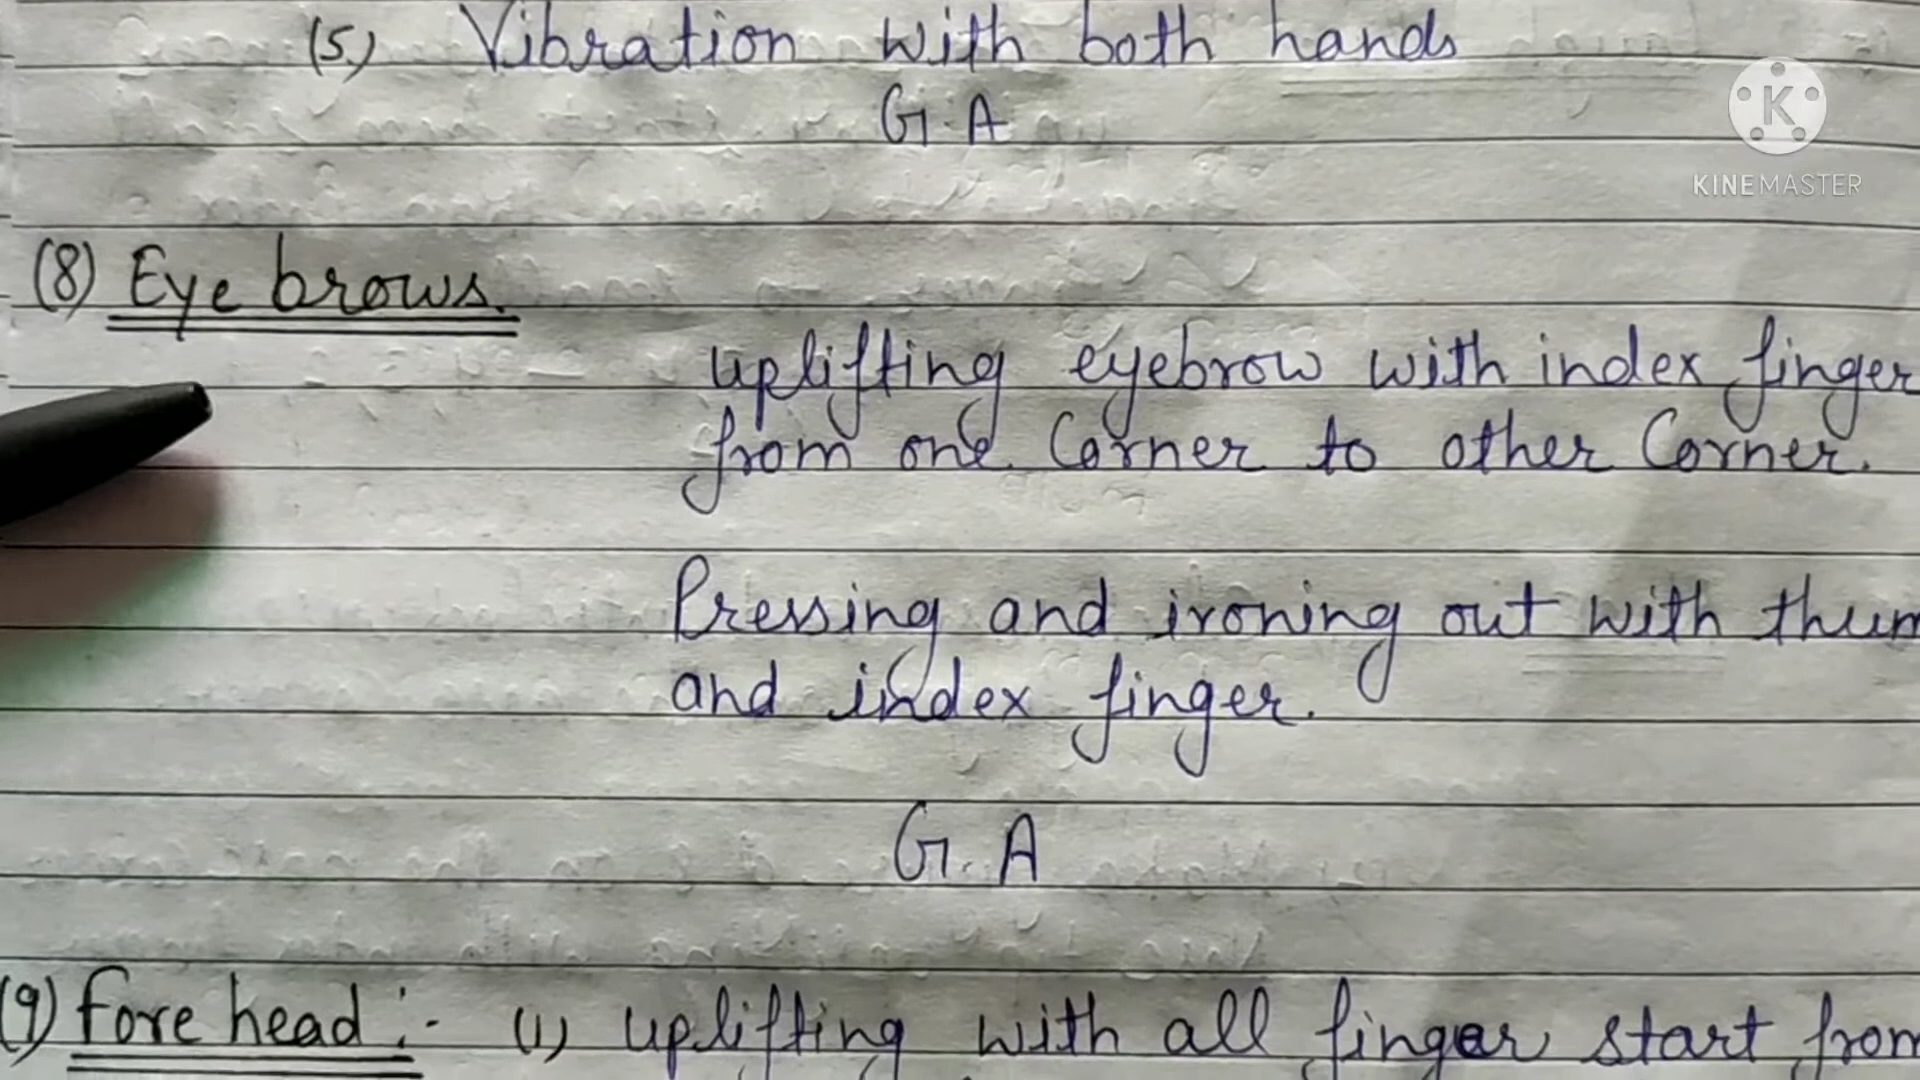 (5) Vibration with both hands
G.A
KINEMASTER
(8) Eye brows.
uplifting eyebrow with index finger
from one Corner to other Corner.
Pressing and ironing out with thum
and index finger.
G.A
(9) fore head :- (1) uplifting with all finger start from